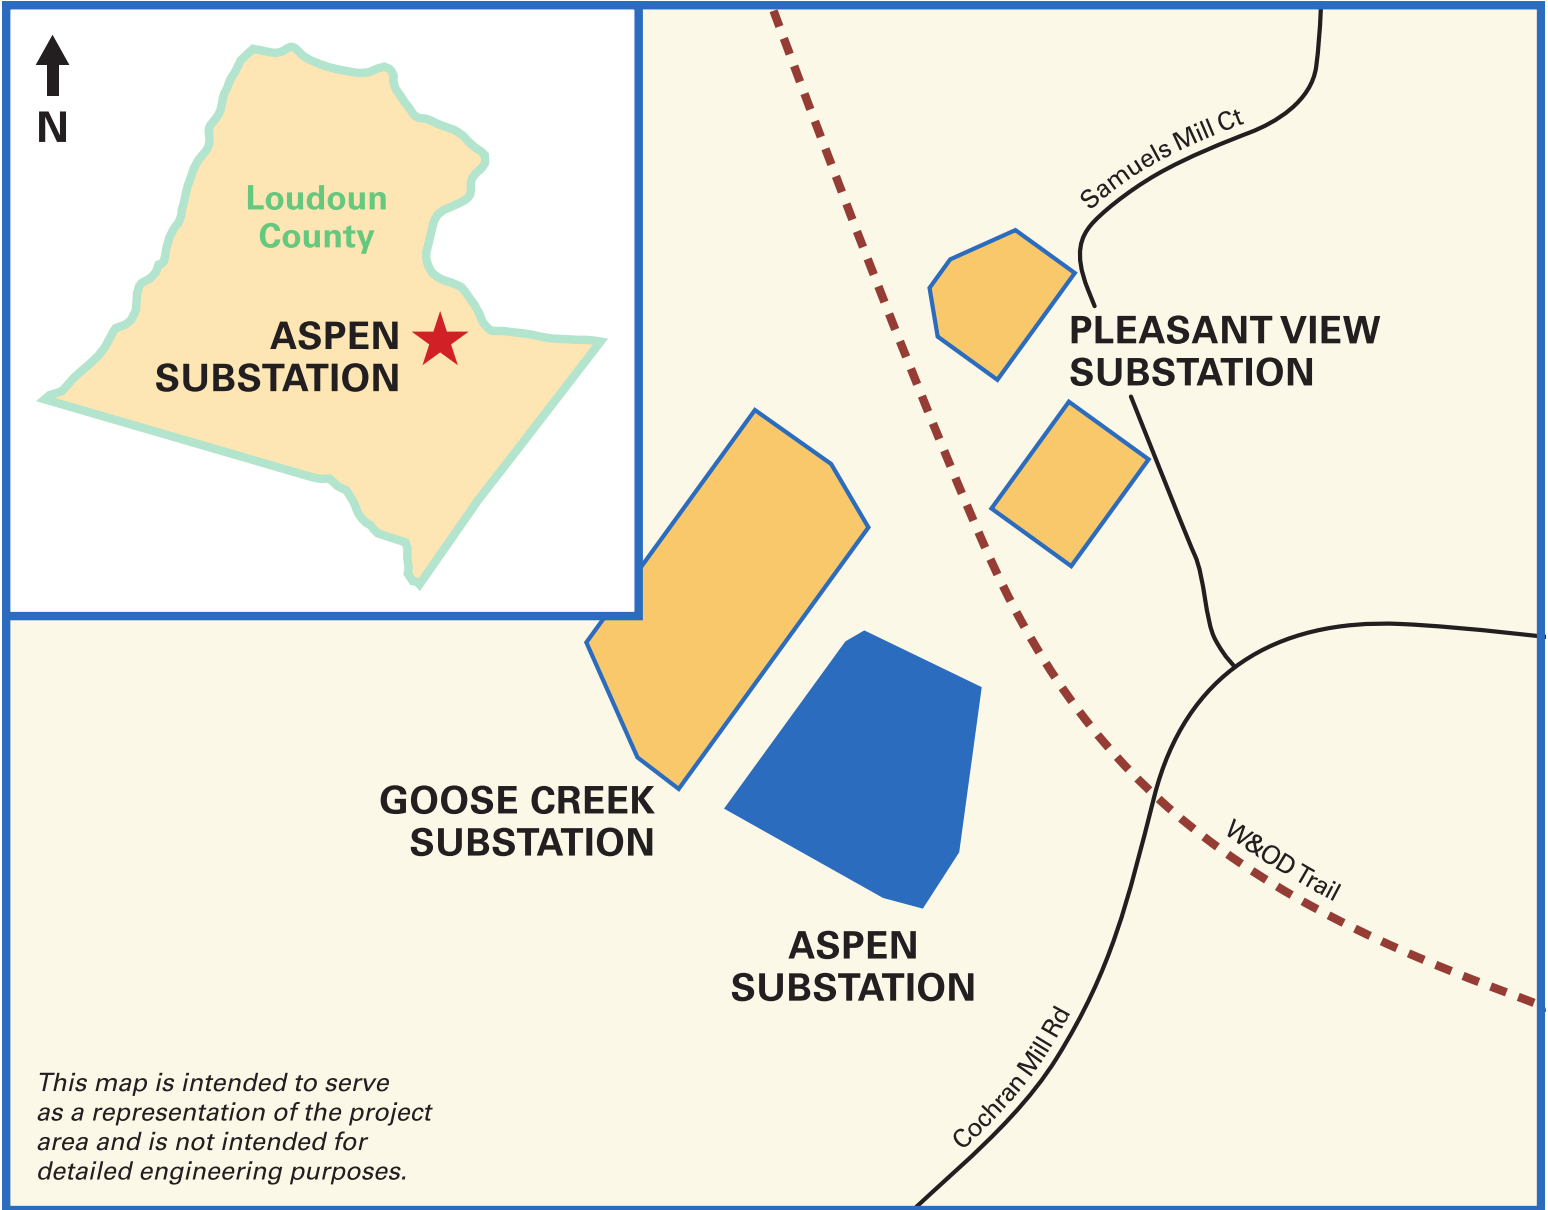 N
Loudoun
County
ASPEN
SUBSTATION
Samuels Mill Ct
PLEASANT VIEW
SUBSTATION
GOOSE CREEK
SUBSTATION
W&OD Trail
ASPEN
SUBSTATION
Cochran Mill Rd
This map is intended to serve
as a representation of the project
area and is not intended for
detailed engineering purposes.